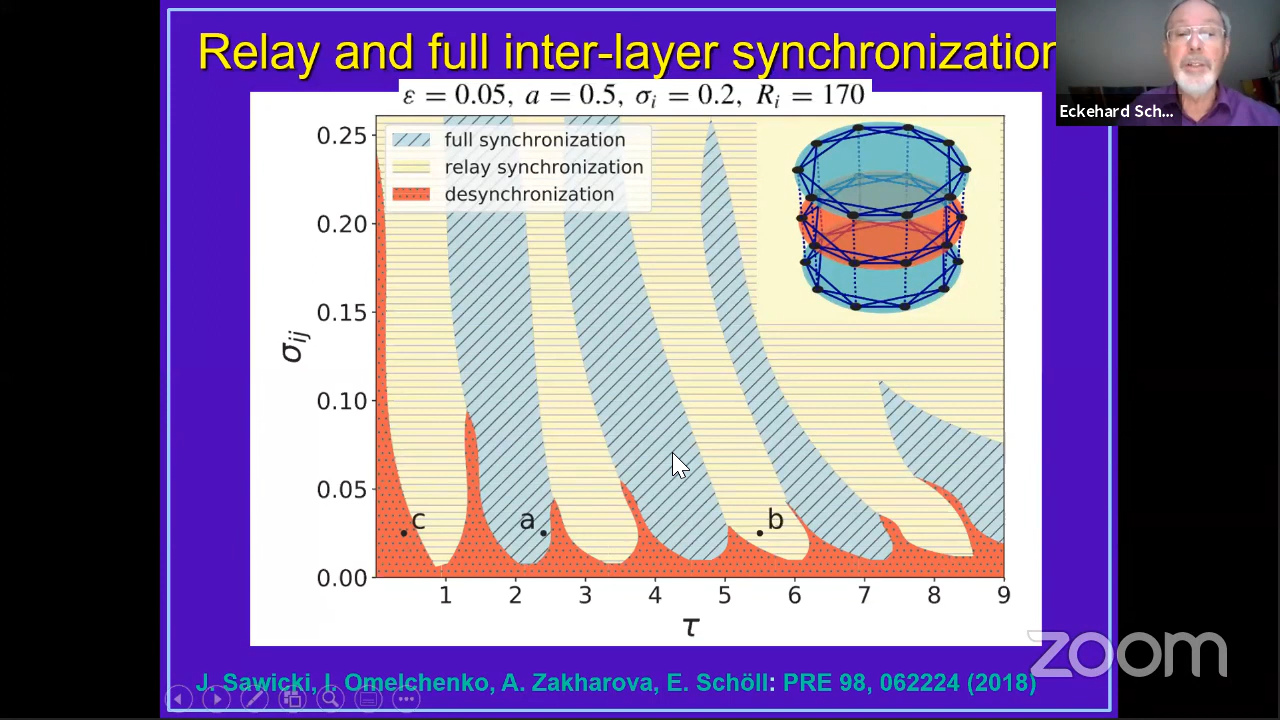 Relay and full inter-layer synchronization
Eckehard Sch...
ε = 0.05, a = 0.5, σi = 0.2, Ri = 170
full synchronization
relay synchronization
desynchronization
0.25
0.20
0.15
0.10
0.05
0.00
σij
c
a
b
1 2 3 4 5 6 7 8 9
τ
zoom
J. Sawicki, I. Omelchenko, A. Zakharova, E. Schöll: PRE 98, 062224 (2018)